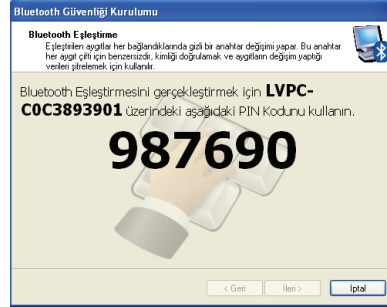 Bluetooth Güvenliği Kurulumu
Bluetooth Eşleştirme
Eşleştirilen aygıtlar her bağlandıklarında gizli bir anahtar değişimi yapar. Bu anahtar
her aygıt çifti için benzersizdir, kimliği doğrulamak ve aygıtların değişim yaptığı
verileri şifrelemek için kullanılır.
Bluetooth Eşleştirmesini gerçekleştirmek için LVPC-
C0C3893901 üzerindeki aşağıdaki PIN Kodunu kullanın.
987690
< Geri İleri > İptal